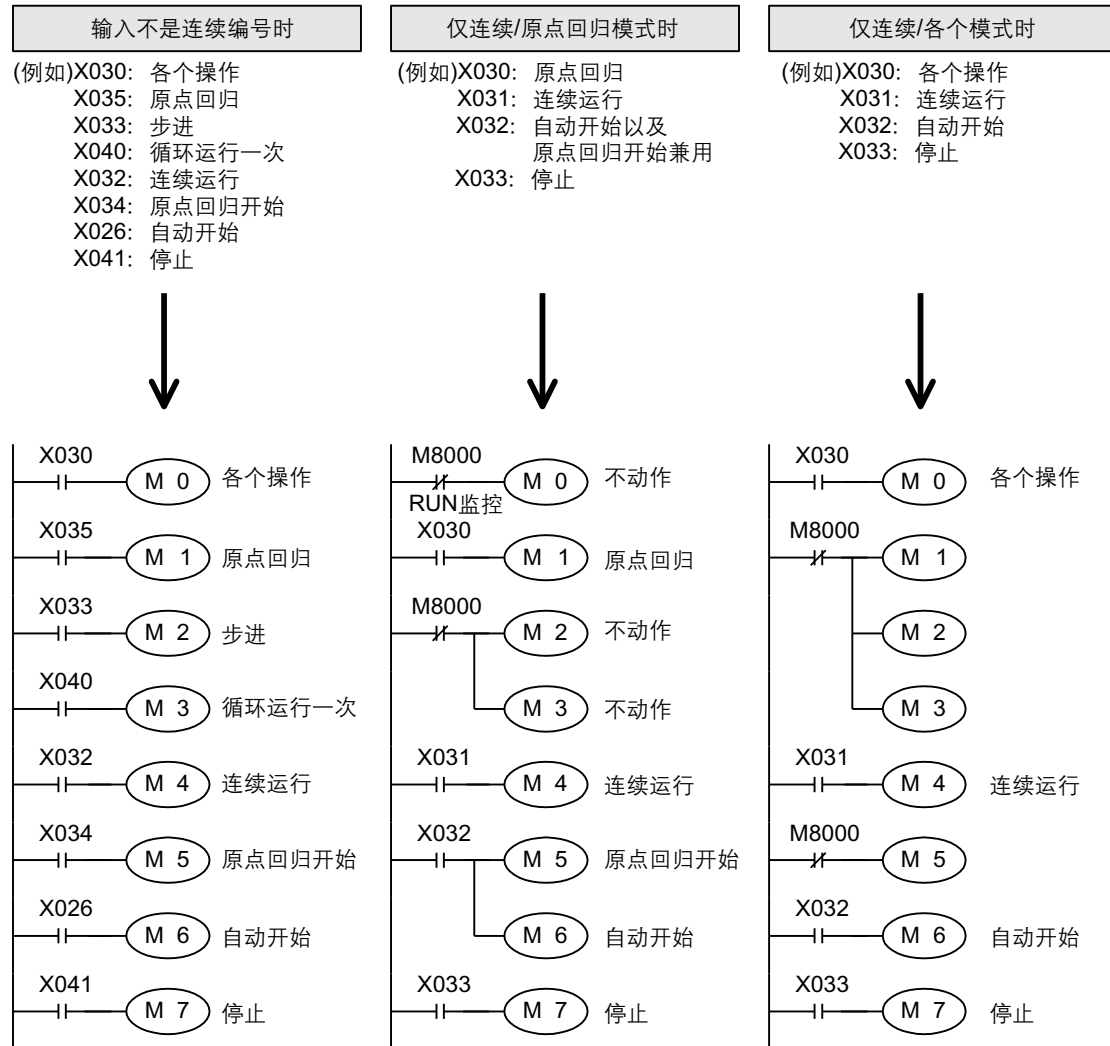 输入不是连续编号时
(例如)X030: 各个操作
X035: 原点回归
X033: 步进
X040: 循环运行一次
X032: 连续运行
X034: 原点回归开始
X026: 自动开始
X041: 停止
仅连续/原点回归模式时
(例如)X030: 原点回归
X031: 连续运行
X032: 自动开始以及
原点回归开始兼用
X033: 停止
仅连续/各个模式时
(例如)X030: 各个操作
X031: 连续运行
X032: 自动开始
X033: 停止
X030
M 0 各个操作
X035
M 1 原点回归
X033
M 2 步进
X040
M 3 循环运行一次
X032
M 4 连续运行
X034
M 5 原点回归开始
X026
M 6 自动开始
X041
M 7 停止
M8000
M 0 不动作
RUN监控
X030
M 1 原点回归
M8000
M 2 不动作
M 3 不动作
X031
M 4 连续运行
X032
M 5 原点回归开始
M 6 自动开始
X033
M 7 停止
X030
M 0 各个操作
M8000
M 1
M 2
M 3
X031
M 4 连续运行
M8000
M 5
X032
M 6 自动开始
X033
M 7 停止